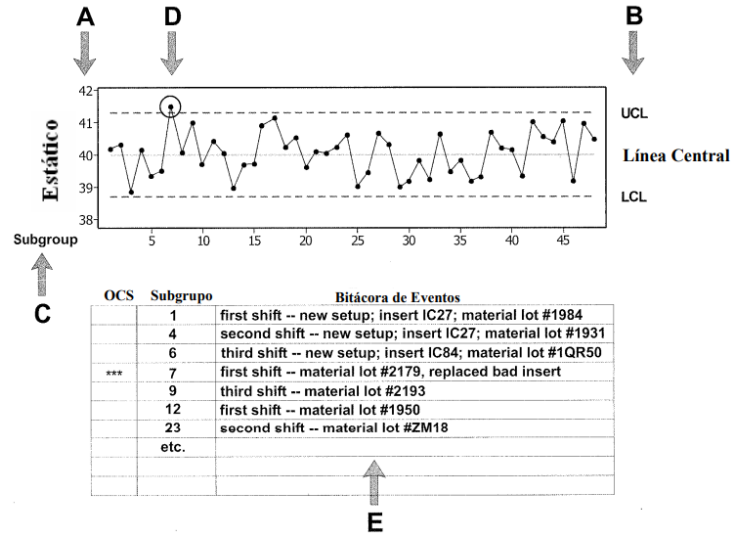 A D B
42
41
40
39
38
Estático
UCL
Línea Central
LCL
Subgroup
5 10 15 20 25 30 35 40 45
C
OCS Subgrupo Bitácora de Eventos
1 first shift -- new setup; insert IC27; material lot #1984
4 second shift -- new setup; insert IC27; material lot #1931
6 third shift -- new setup; insert IC84; material lot #1QR50
*** 7 first shift -- material lot #2179, replaced bad insert
9 third shift -- material lot #2193
12 first shift -- material lot #1950
23 second shift -- material lot #ZM18
etc.
E